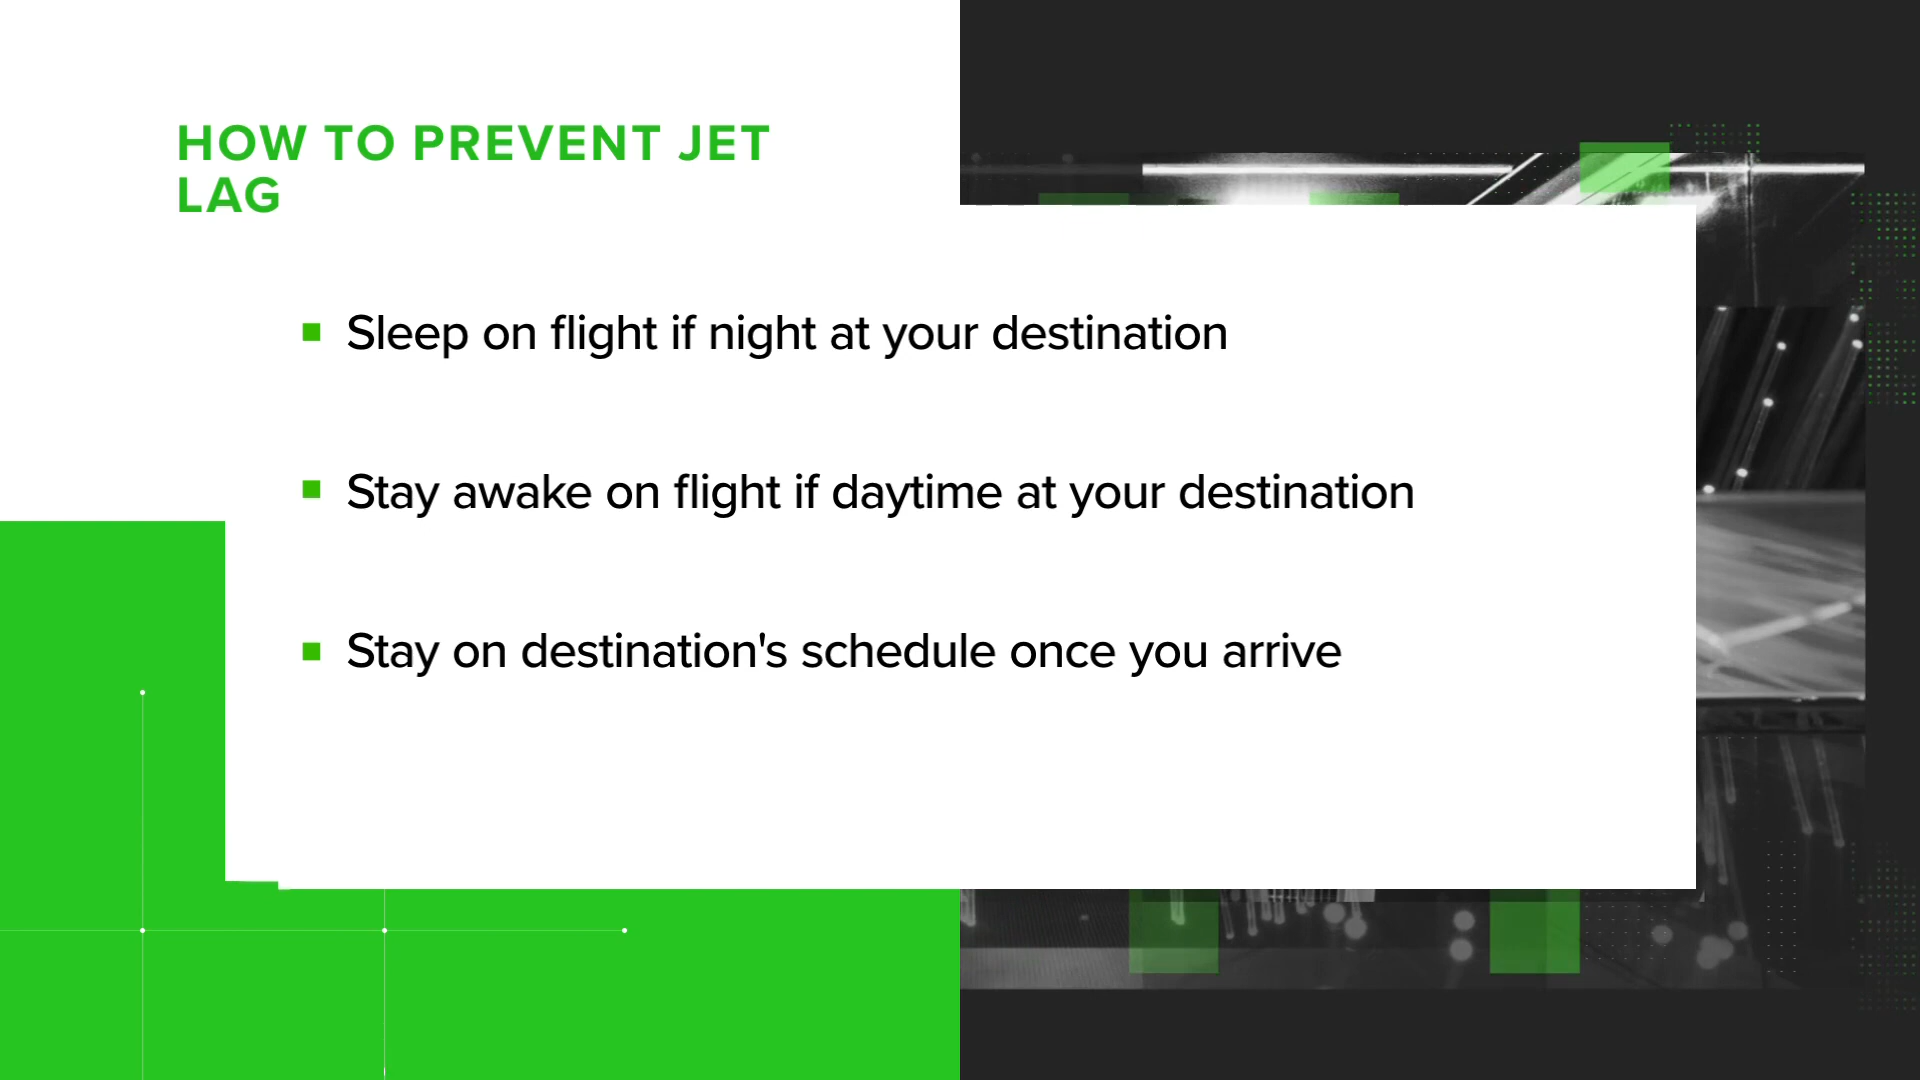 HOW TO PREVENT JET
LAG
Sleep on flight if night at your destination
Stay awake on flight if daytime at your destination
Stay on destination's schedule once you arrive